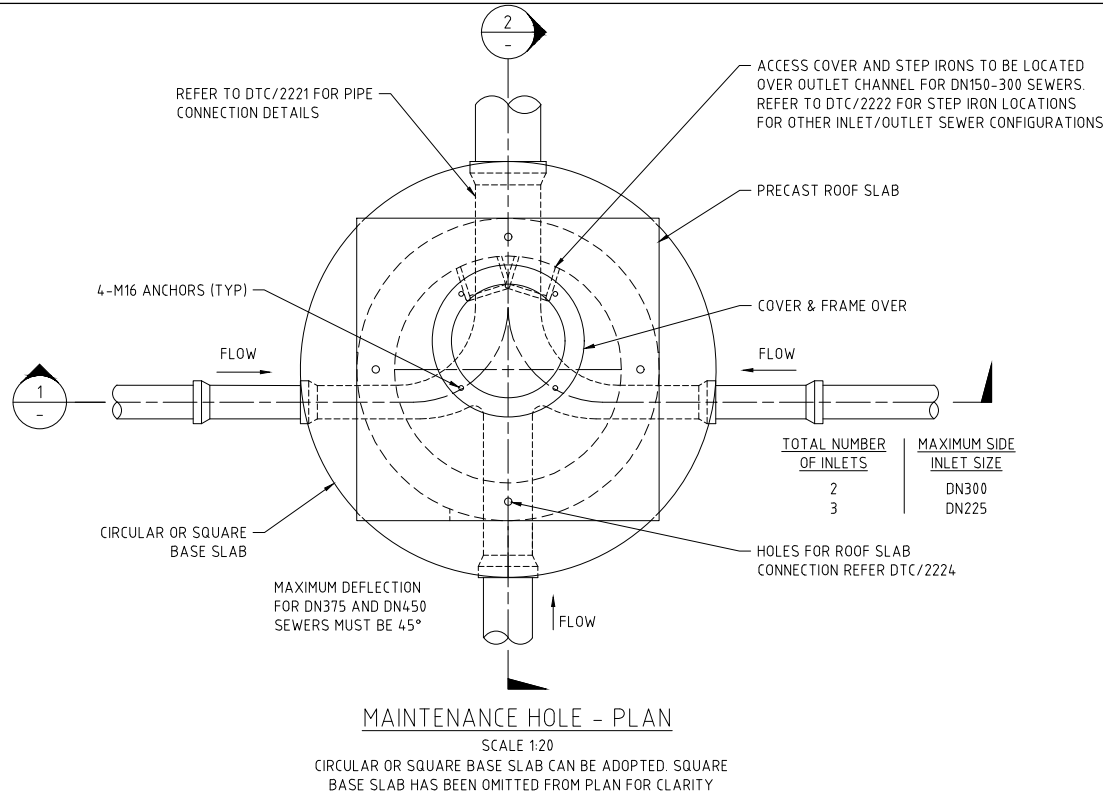 2
-
ACCESS COVER AND STEP IRONS TO BE LOCATED
OVER OUTLET CHANNEL FOR DN150-300 SEWERS.
REFER TO DTC/2222 FOR STEP IRON LOCATIONS
FOR OTHER INLET/OUTLET SEWER CONFIGURATIONS
REFER TO DTC/2221 FOR PIPE
CONNECTION DETAILS
PRECAST ROOF SLAB
4-M16 ANCHORS (TYP)
COVER & FRAME OVER
FLOW
FLOW
1
-
TOTAL NUMBER OF INLETS | MAXIMUM SIDE INLET SIZE
2 DN300
3 DN225
CIRCULAR OR SQUARE
BASE SLAB
HOLES FOR ROOF SLAB
CONNECTION REFER DTC/2224
MAXIMUM DEFLECTION
FOR DN375 AND DN450
SEWERS MUST BE 45°
FLOW
MAINTENANCE HOLE - PLAN
SCALE 1:20
CIRCULAR OR SQUARE BASE SLAB CAN BE ADOPTED. SQUARE
BASE SLAB HAS BEEN OMITTED FROM PLAN FOR CLARITY